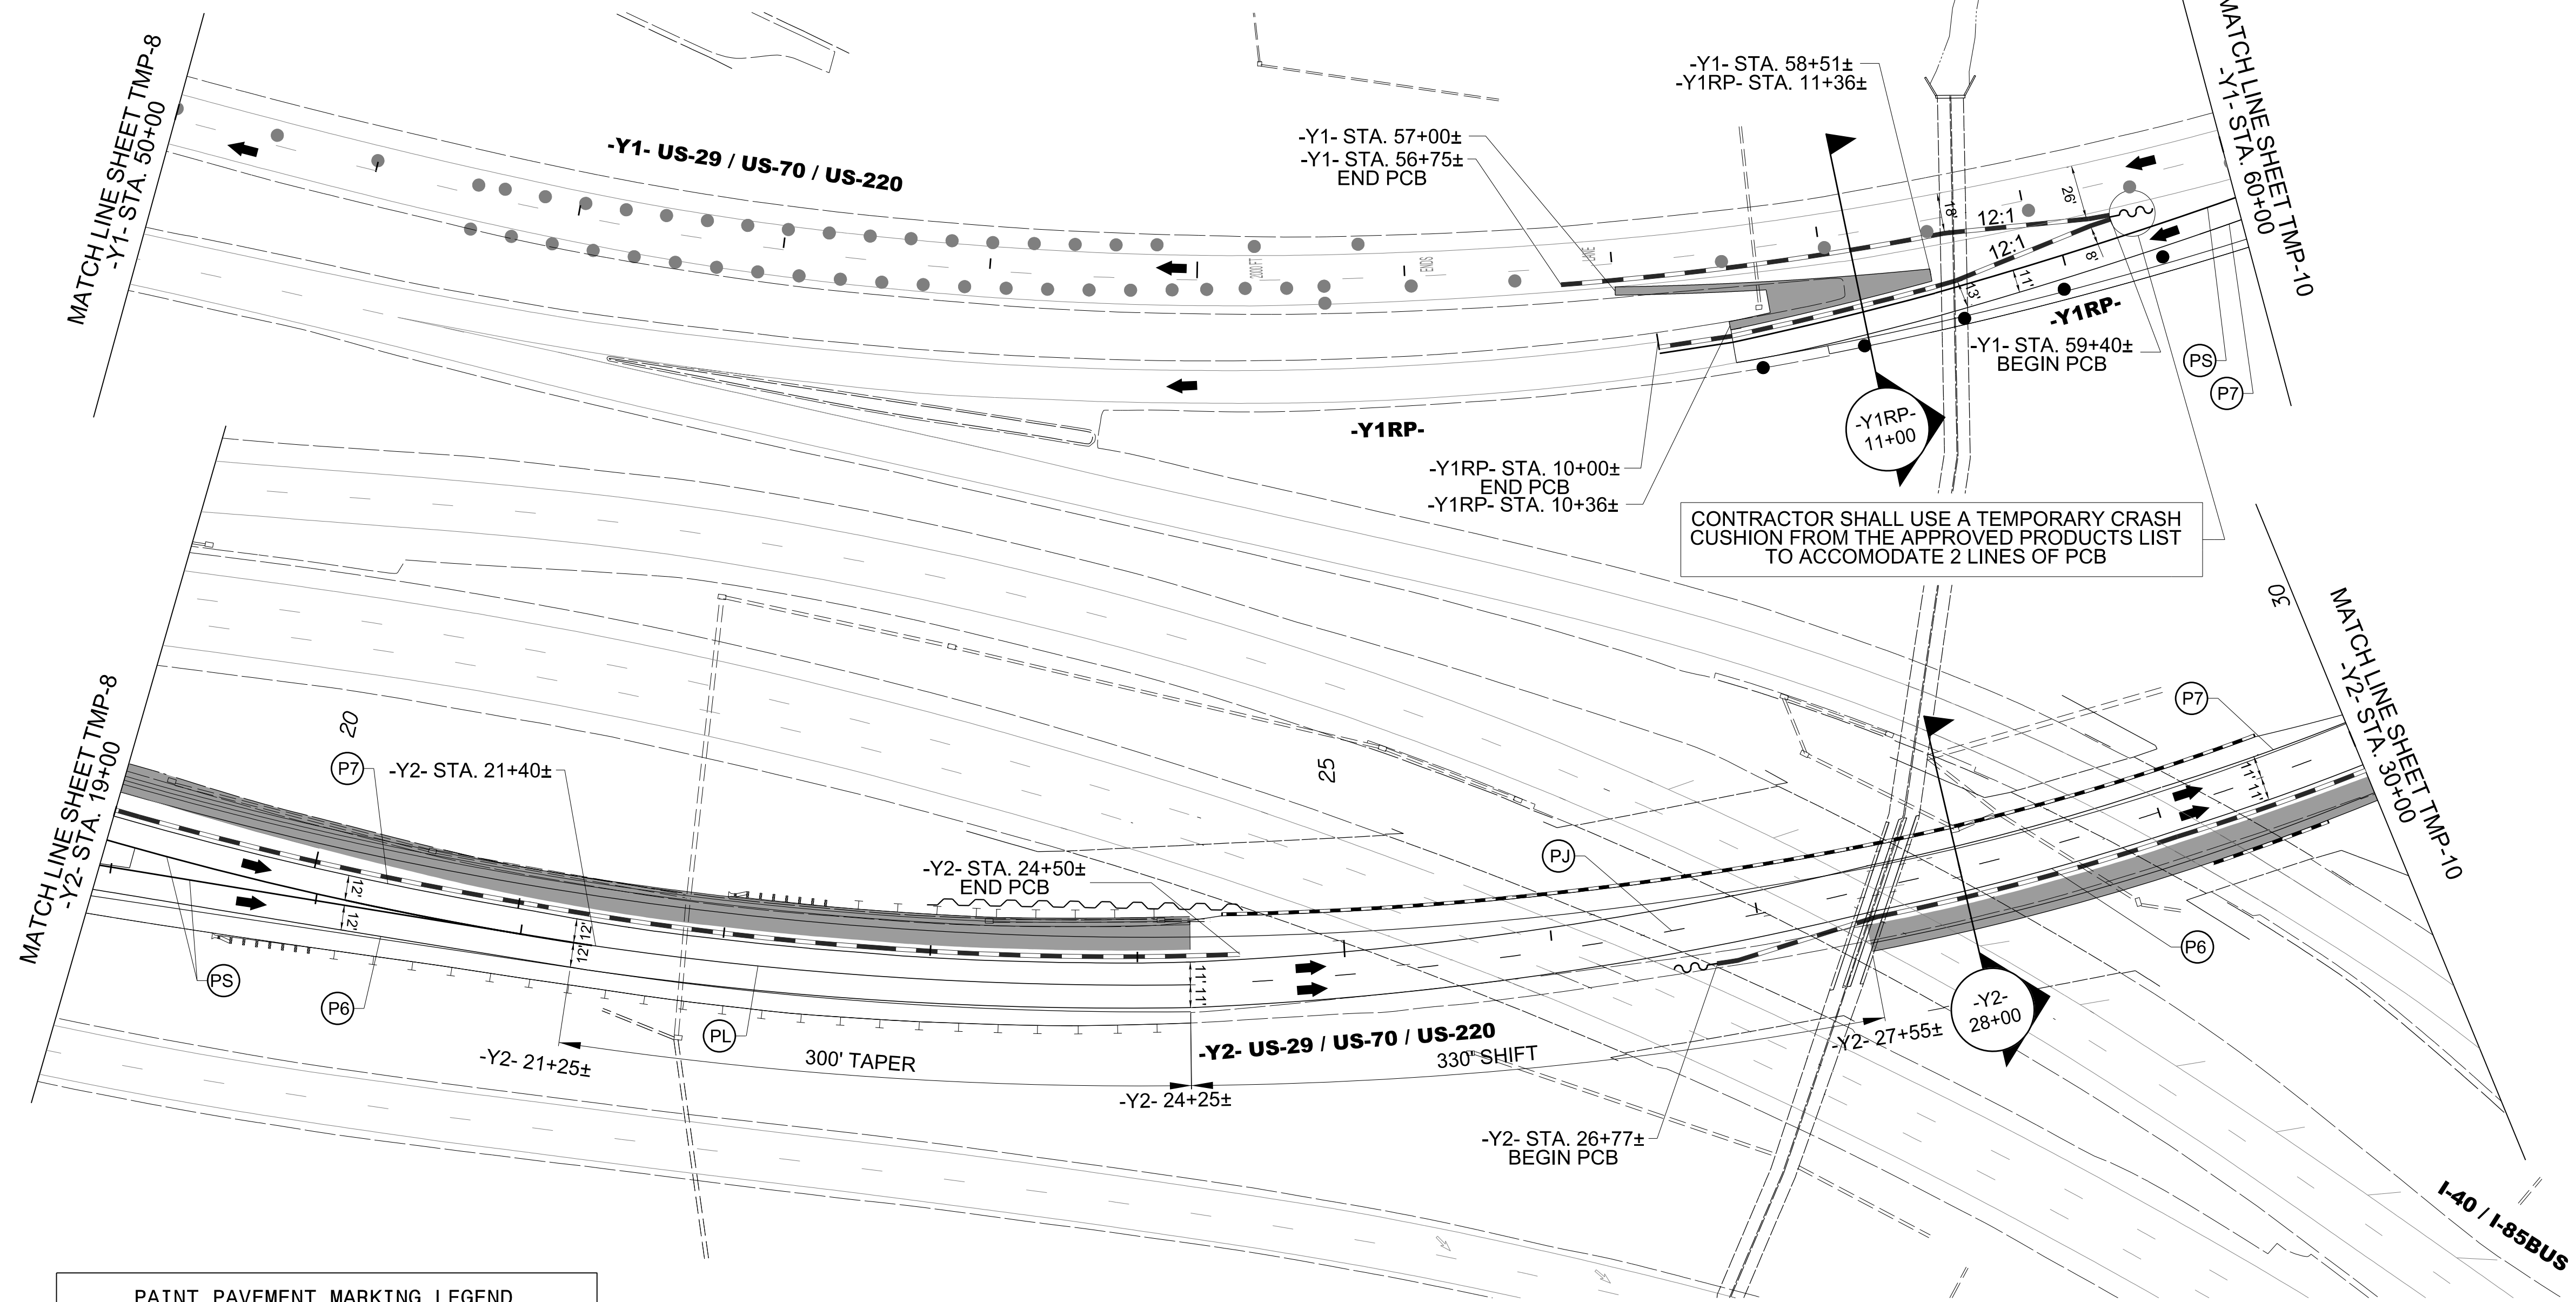 MATCH LINE SHEET TMP-8
-Y1- STA. 50+00
-Y1- US-29 / US-70 / US-220
-Y1- STA. 57+00±
-Y1- STA. 56+75±
END PCB
-Y1- STA. 58+51±
-Y1RP- STA. 11+36±
MATCH LINE SHEET TMP-10
-Y1- STA. 60+00
2000 FT
ENDS
LANE
18'
12:1
26'
12:1
13'
11'
8'
-Y1RP-
-Y1- STA. 59+40±
BEGIN PCB
PS
P7
-Y1RP-
11+00
-Y1RP-
-Y1RP- STA. 10+00±
END PCB
-Y1RP- STA. 10+36±
CONTRACTOR SHALL USE A TEMPORARY CRASH
CUSHION FROM THE APPROVED PRODUCTS LIST
TO ACCOMODATE 2 LINES OF PCB
30
MATCH LINE SHEET TMP-10
-Y2- STA. 30+00
MATCH LINE SHEET TMP-8
-Y2- STA. 19+00
20
P7
-Y2- STA. 21+40±
25
P7
-Y2- STA. 24+50±
END PCB
PJ
11'
11'
12'
12'
12'
12'
11'
11'
PS
P6
PL
P6
-Y2-
28+00
-Y2- US-29 / US-70 / US-220
-Y2- 21+25±
300' TAPER
330' SHIFT
-Y2- 27+55±
-Y2- 24+25±
-Y2- STA. 26+77±
BEGIN PCB
I-40 / I-85BUS
PAINT PAVEMENT MARKING LEGEND